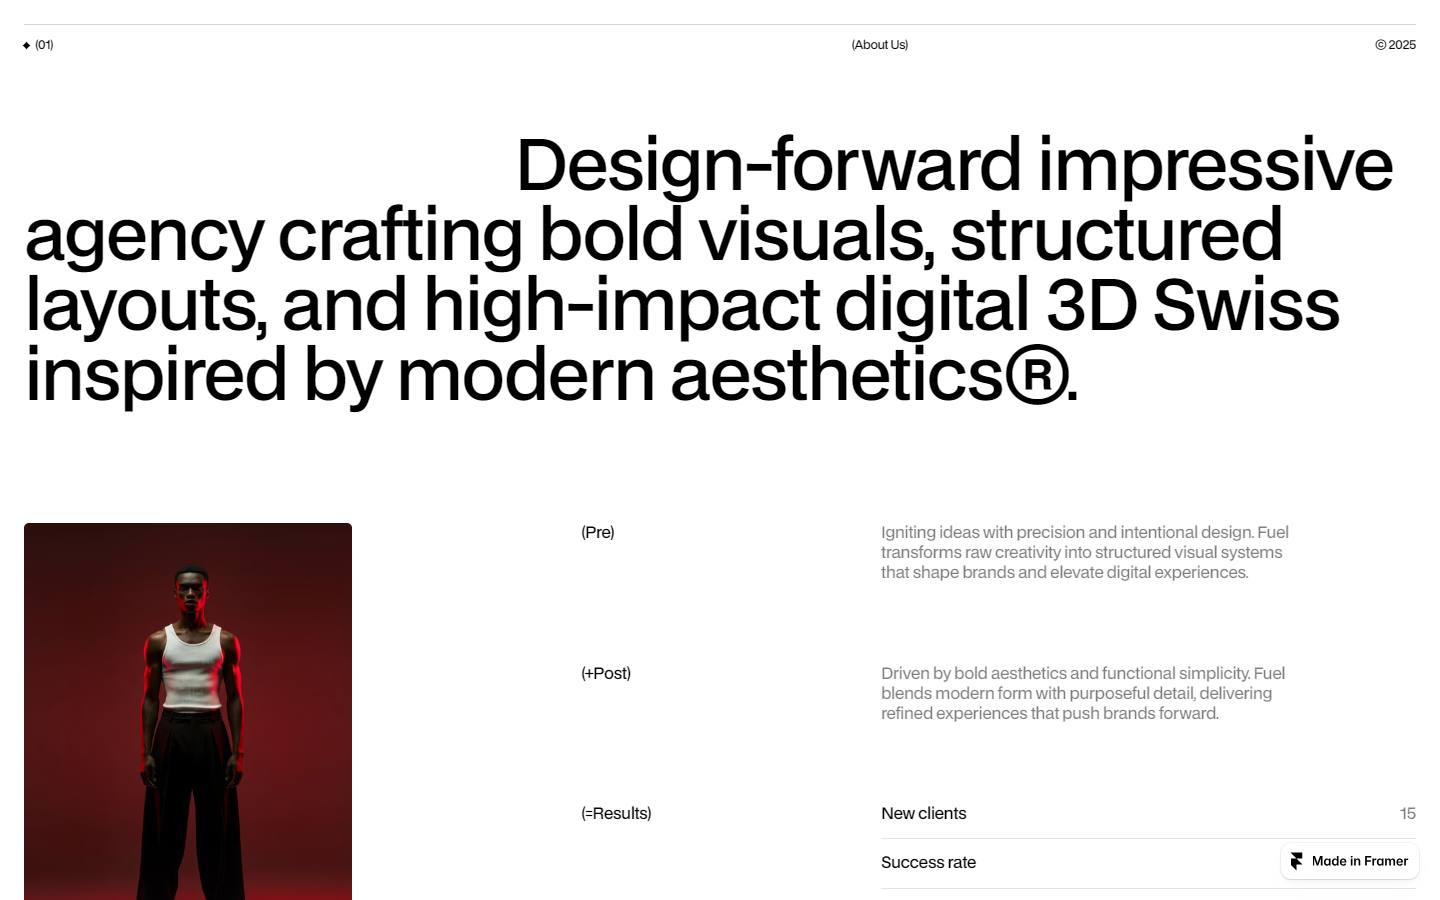 (01)
(About Us)
© 2025
Design-forward impressive
agency crafting bold visuals, structured
layouts, and high-impact digital 3D Swiss
inspired by modern aesthetics®.
(Pre)
Igniting ideas with precision and intentional design. Fuel
transforms raw creativity into structured visual systems
that shape brands and elevate digital experiences.
(+Post)
Driven by bold aesthetics and functional simplicity. Fuel
blends modern form with purposeful detail, delivering
refined experiences that push brands forward.
(=Results)
New clients
15
Success rate
Made in Framer